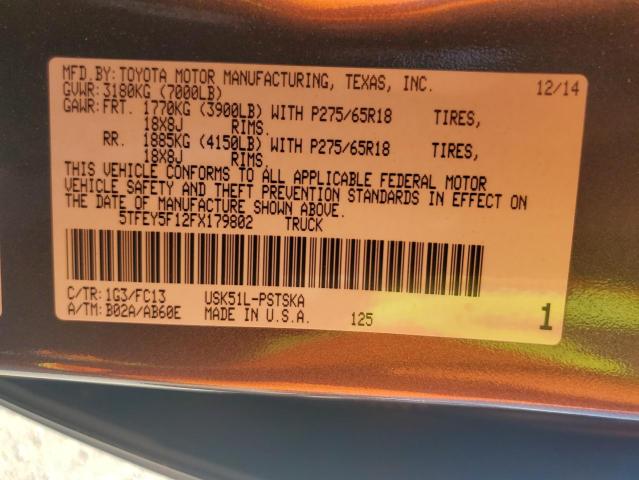 MFD.BY:TOYOTA MOTOR MANUFACTURING, TEXAS, INC. 12/14
GVWR:3180KG (7000LB)
GAWR:FRT. 1770KG (3900LB) WITH P275/65R18 TIRES,
18X8J RIMS.
RR. 1885KG (4150LB) WITH P275/65R18 TIRES,
18X8J RIMS.
THIS VEHICLE CONFORMS TO ALL APPLICABLE FEDERAL MOTOR
VEHICLE SAFETY AND THEFT PREVENTION STANDARDS IN EFFECT ON
THE DATE OF MANUFACTURE SHOWN ABOVE.
5TFEY5F12FX179802 TRUCK
C/TR:1G3/FC13 USK51L-PSTSKA
A/TM:B02A/AB60E MADE IN U.S.A. 125 1